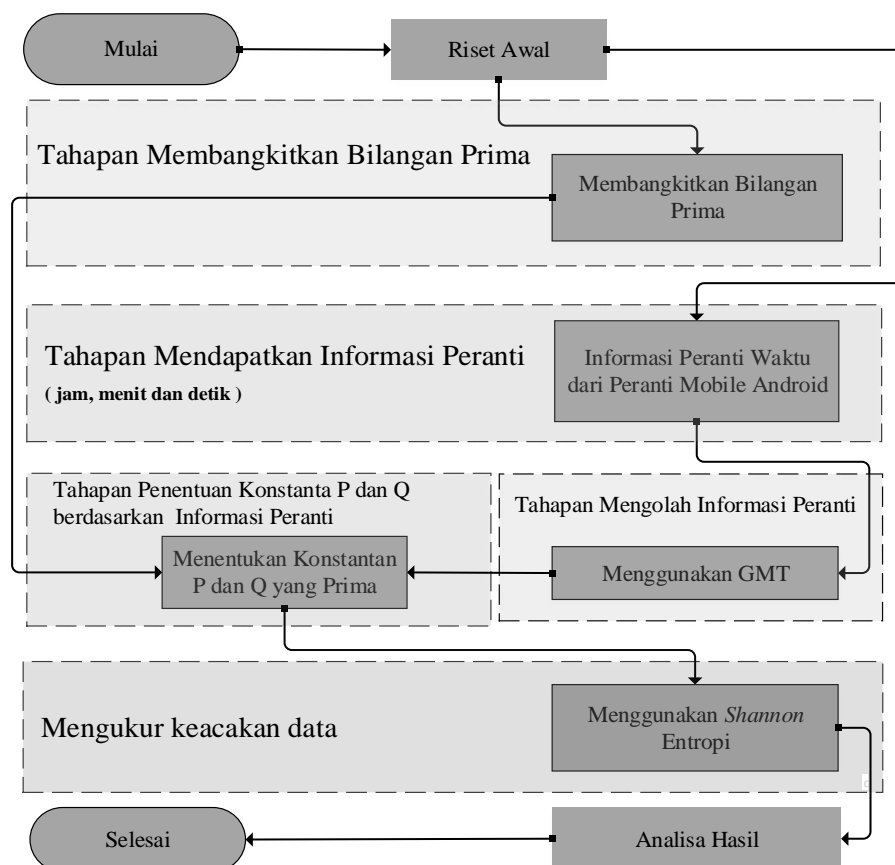 Mulai
Riset Awal
Tahapan Membangkitkan Bilangan Prima
Membangkitkan Bilangan
Prima
Tahapan Mendapatkan Informasi Peranti
( jam, menit dan detik )
Informasi Peranti Waktu
dari Peranti Mobile Android
Tahapan Penentuan Konstanta P dan Q
berdasarkan Informasi Peranti
Menentukan Konstantan
P dan Q yang Prima
Tahapan Mengolah Informasi Peranti
Menggunakan GMT
Mengukur keacakan data
Menggunakan Shannon
Entropi
Selesai
Analisa Hasil